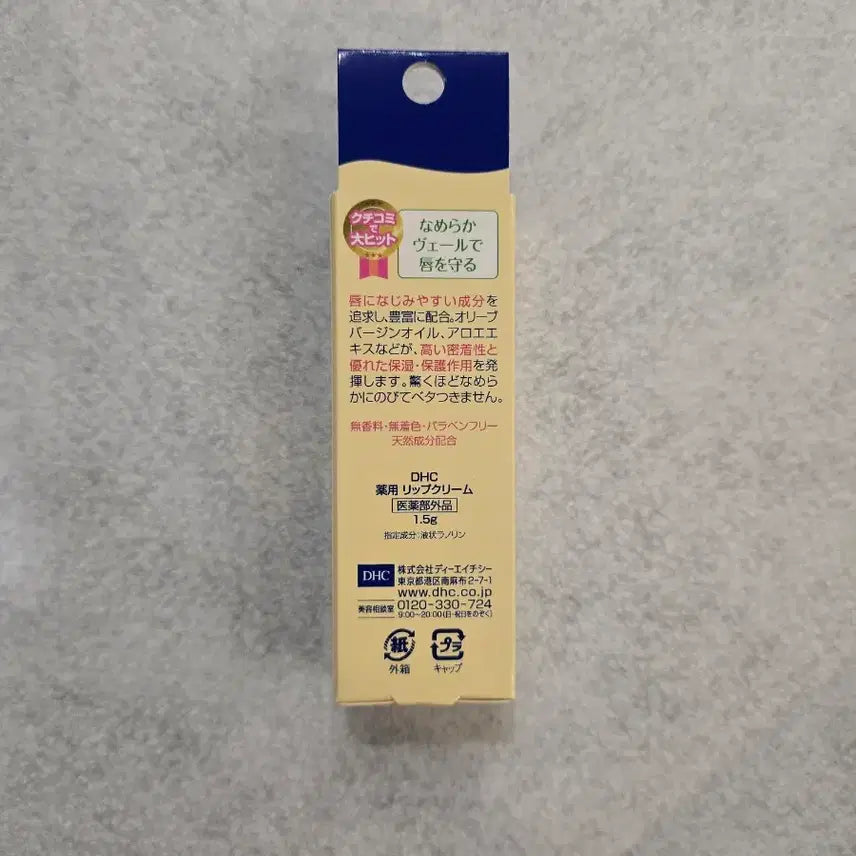 クチコミ
で
大ヒット
なめらか
ヴェールで
唇を守る
唇になじみやすい成分を
追求し、豊富に配合。オリーブ
バージンオイル、アロエエ
キスなどが、高い密着性と
優れた保湿・保護作用を発
揮します。驚くほどなめら
かにのびてベタつきません。
無香料・無着色・パラベンフリー
天然成分配合
DHC
薬用 リップクリーム
医薬部外品
1.5g
指定成分:液状ラノリン
DHC
株式会社ディーエイチシー
東京都港区南麻布2-7-1
www.dhc.co.jp
美容相談室
0120-330-724
9:00~20:00(日・祝日をのぞく)
紙
外箱
プラ
キャップ